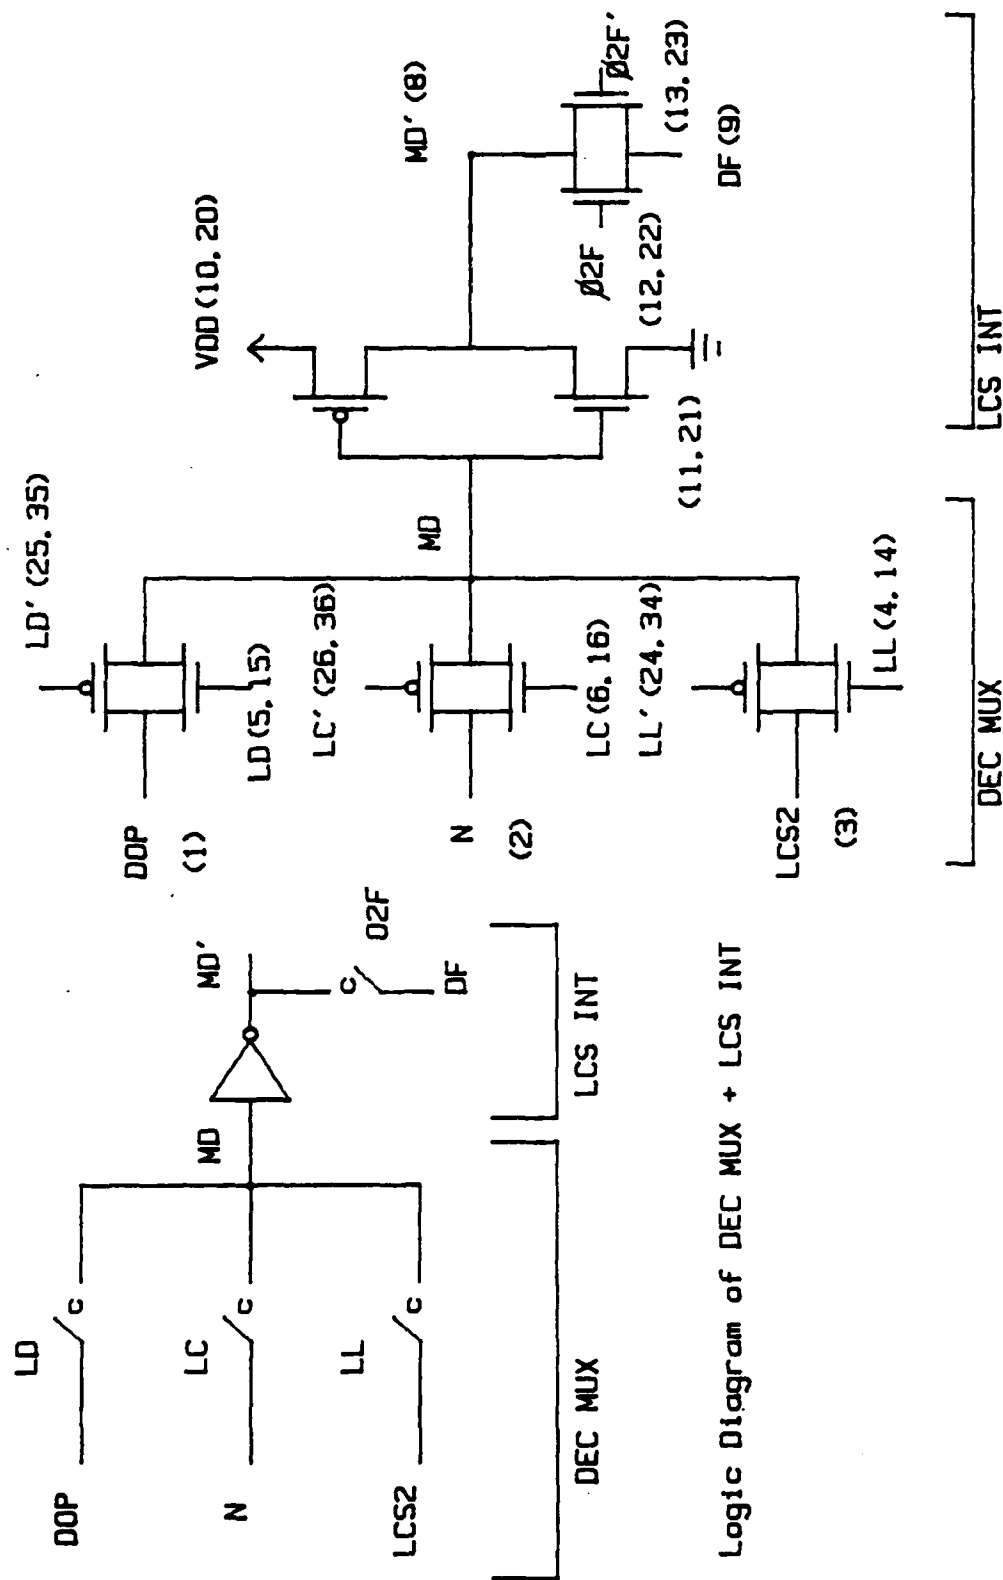 LD
DOP
LC
N
LL
LCS2
MD
MD'
c
c
c
c
O2F
DF
DEC MUX
LCS INT
Logic Diagram of DEC MUX + LCS INT
LD' (25, 35)
DOP
(1)
LD (5, 15)
LC' (26, 36)
N
(2)
LC (6, 16)
LL' (24, 34)
LCS2
(3)
LL (4, 14)
MD
VDD (10, 20)
(11, 21)
MD' (8)
Ø2F
(12, 22)
Ø2F'
(13, 23)
DF (9)
DEC MUX
LCS INT